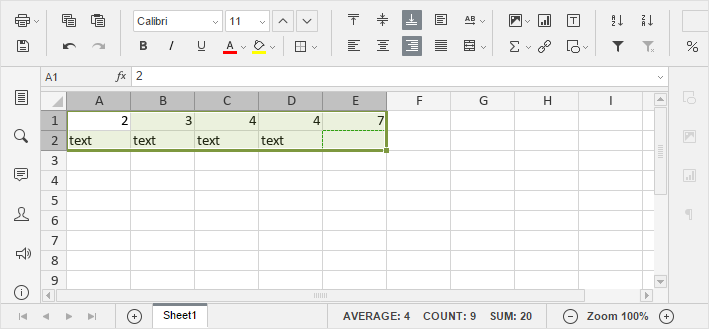 Calibri 11
B I U A
Σ %
A1 fx 2
A B C D E F G H I
1 2 3 4 4 7
2 text text text text
3
4
5
6
7
8
9
Sheet1 AVERAGE: 4 COUNT: 9 SUM: 20 Zoom 100%